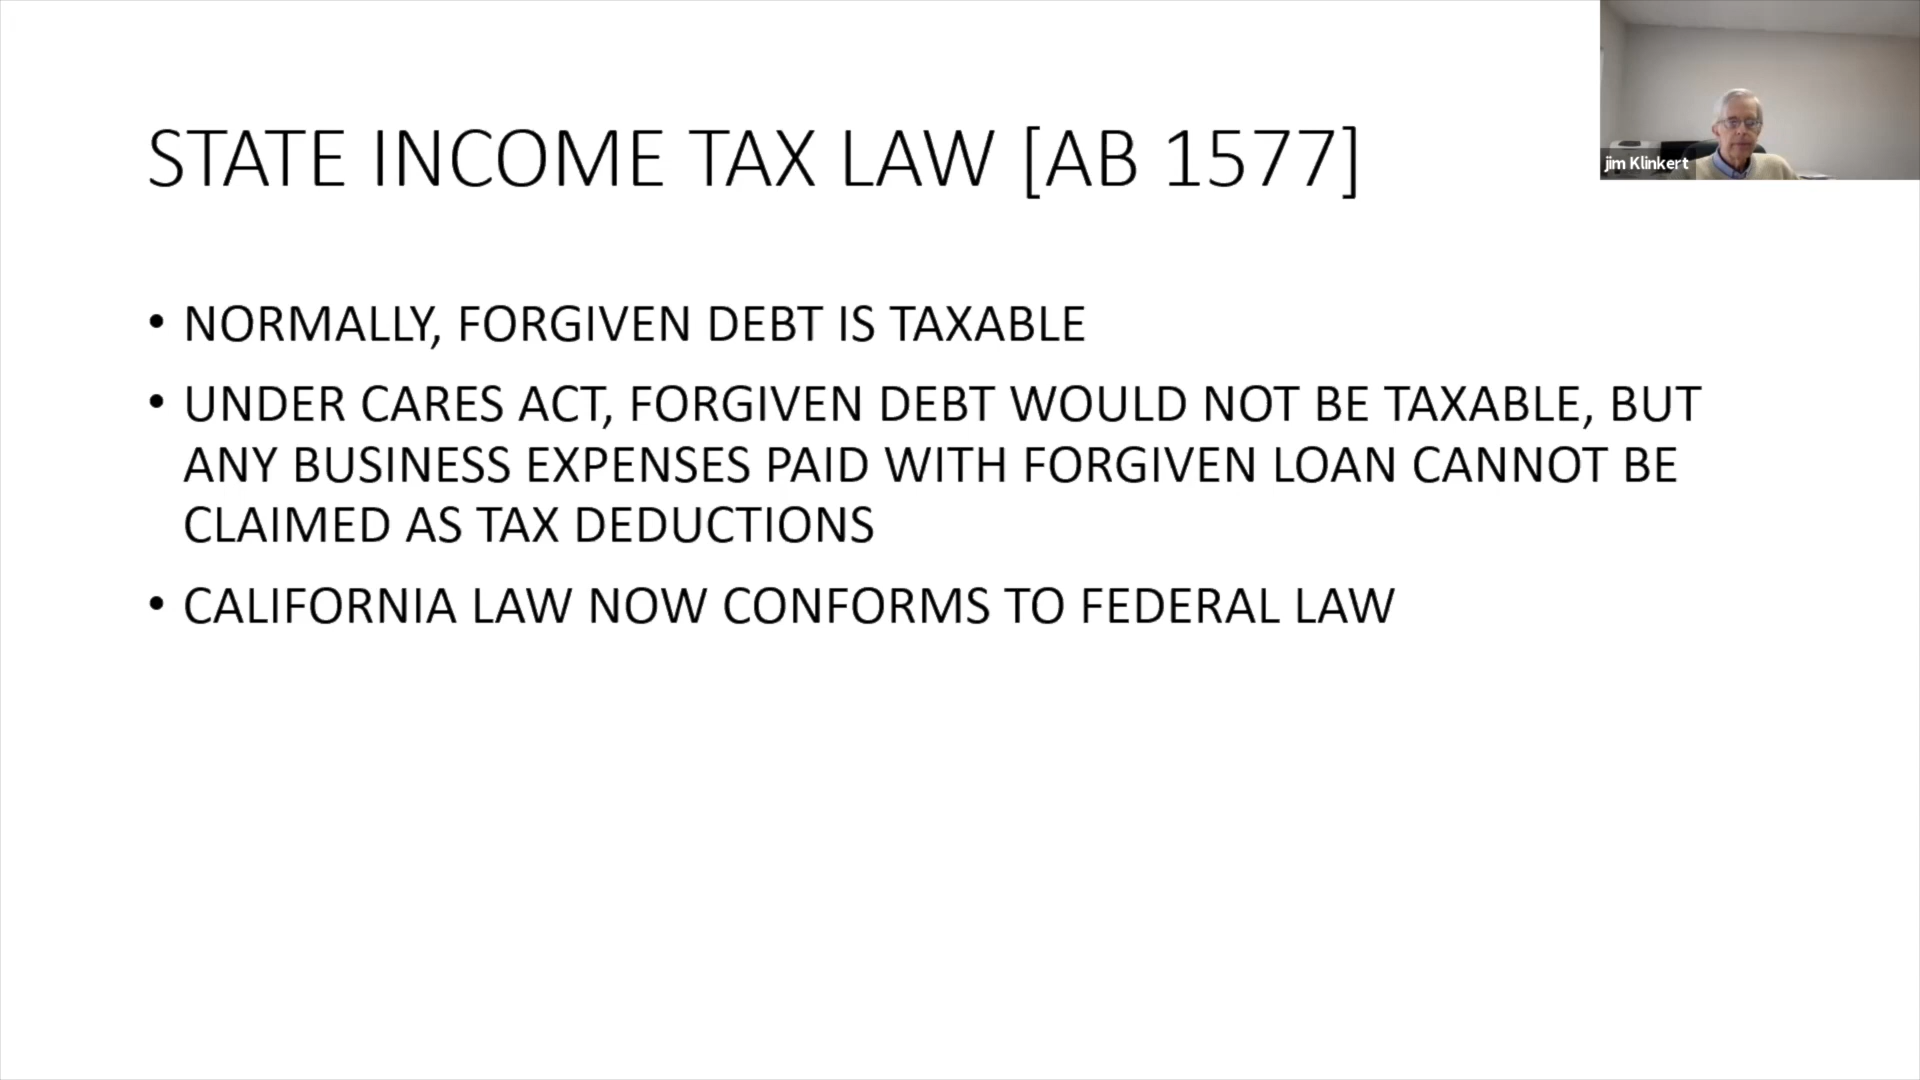 STATE INCOME TAX LAW [AB 1577]
jim Klinkert
• NORMALLY, FORGIVEN DEBT IS TAXABLE
• UNDER CARES ACT, FORGIVEN DEBT WOULD NOT BE TAXABLE, BUT
ANY BUSINESS EXPENSES PAID WITH FORGIVEN LOAN CANNOT BE
CLAIMED AS TAX DEDUCTIONS
• CALIFORNIA LAW NOW CONFORMS TO FEDERAL LAW